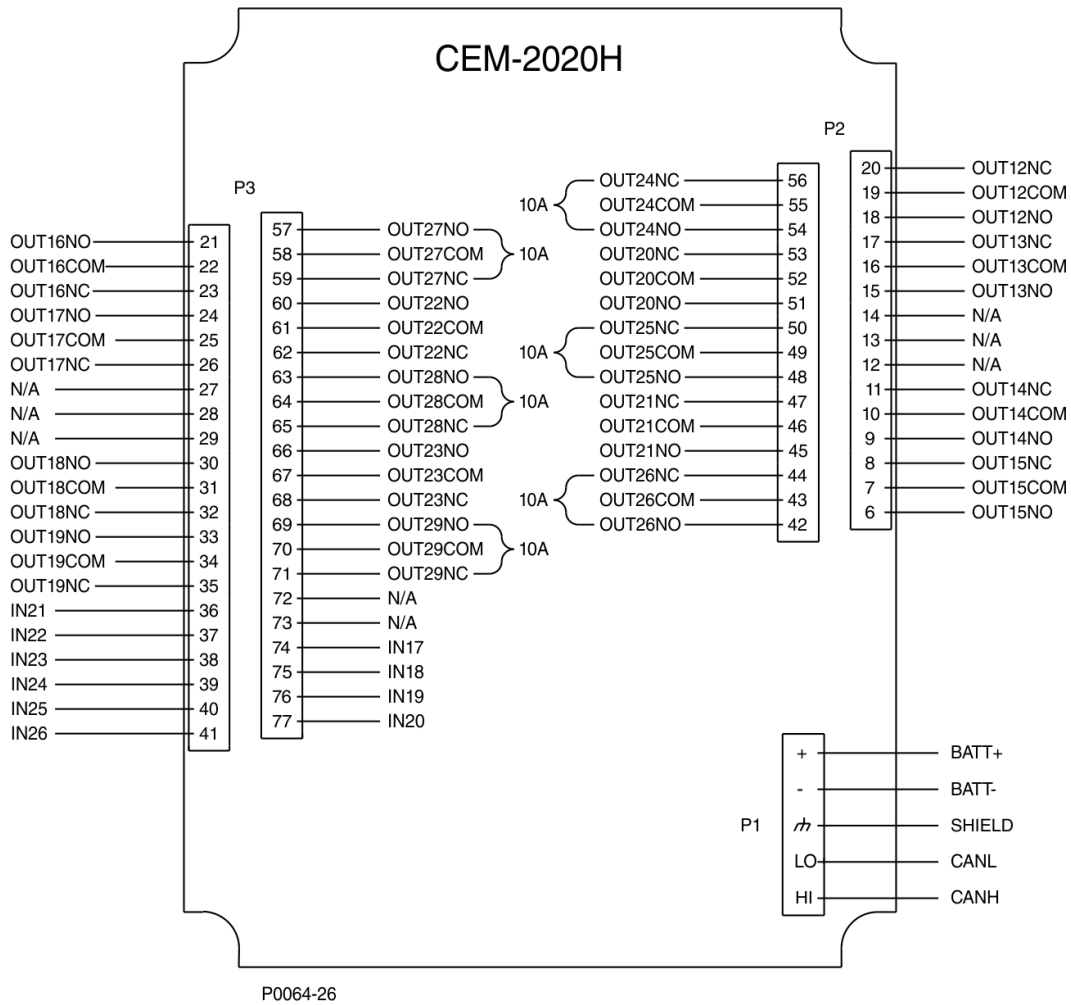 CEM-2020H
P3
OUT16NO 21
OUT16COM 22
OUT16NC 23
OUT17NO 24
OUT17COM 25
OUT17NC 26
N/A 27
N/A 28
N/A 29
OUT18NO 30
OUT18COM 31
OUT18NC 32
OUT19NO 33
OUT19COM 34
OUT19NC 35
IN21 36
IN22 37
IN23 38
IN24 39
IN25 40
IN26 41
57 OUT27NO
58 OUT27COM 10A
59 OUT27NC
60 OUT22NO
61 OUT22COM
62 OUT22NC
63 OUT28NO
64 OUT28COM 10A
65 OUT28NC
66 OUT23NO
67 OUT23COM
68 OUT23NC
69 OUT29NO
70 OUT29COM 10A
71 OUT29NC
72 N/A
73 N/A
74 IN17
75 IN18
76 IN19
77 IN20
P2
OUT24NC 56
10A OUT24COM 55
OUT24NO 54
OUT20NC 53
OUT20COM 52
OUT20NO 51
OUT25NC 50
10A OUT25COM 49
OUT25NO 48
OUT21NC 47
OUT21COM 46
OUT21NO 45
OUT26NC 44
10A OUT26COM 43
OUT26NO 42
20 OUT12NC
19 OUT12COM
18 OUT12NO
17 OUT13NC
16 OUT13COM
15 OUT13NO
14 N/A
13 N/A
12 N/A
11 OUT14NC
10 OUT14COM
9 OUT14NO
8 OUT15NC
7 OUT15COM
6 OUT15NO
P1
+ BATT+
- BATT-
SHIELD
LO CANL
HI CANH
P0064-26